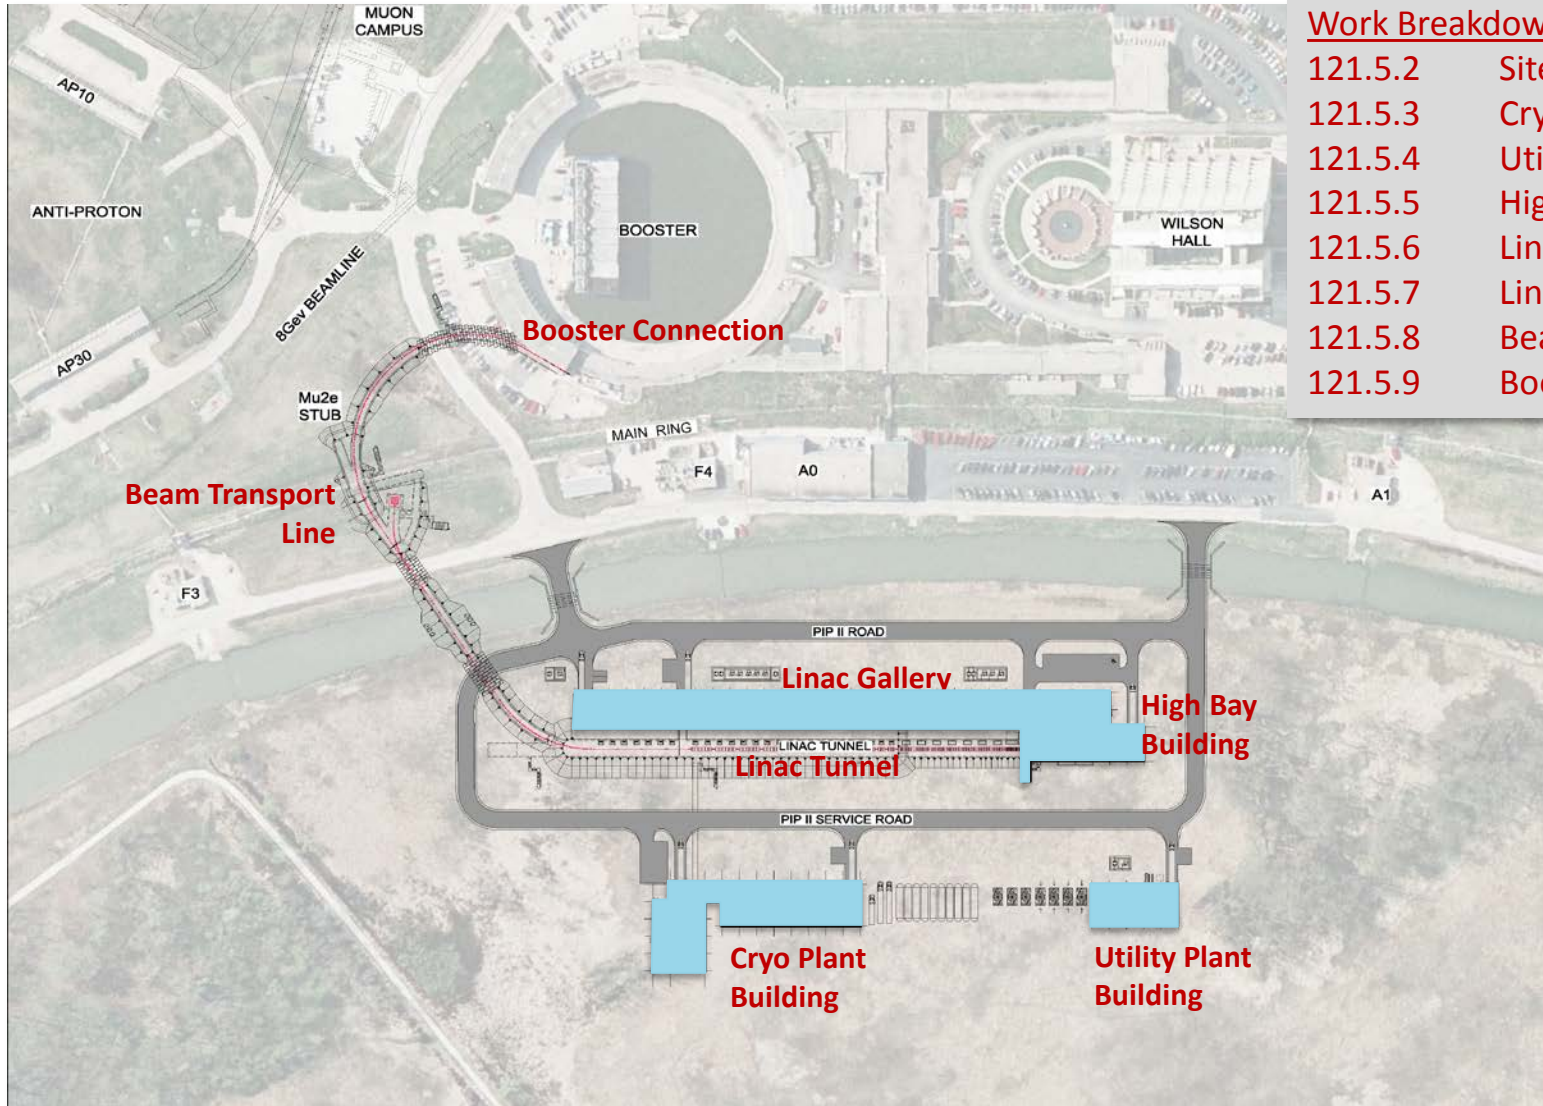 MUON
CAMPUS
Work Breakdow
121.5.2 Site
121.5.3 Cry
121.5.4 Uti
121.5.5 Hig
121.5.6 Lin
121.5.7 Lin
121.5.8 Bea
121.5.9 Boo
AP10
ANTI-PROTON
BOOSTER
WILSON
HALL
8Gev BEAMLINE
Booster Connection
AP30
Mu2e
STUB
MAIN RING
F4
A0
A1
Beam Transport
Line
F3
PIP II ROAD
Linac Gallery
High Bay
Building
LINAC TUNNEL
Linac Tunnel
PIP II SERVICE ROAD
Cryo Plant
Building
Utility Plant
Building